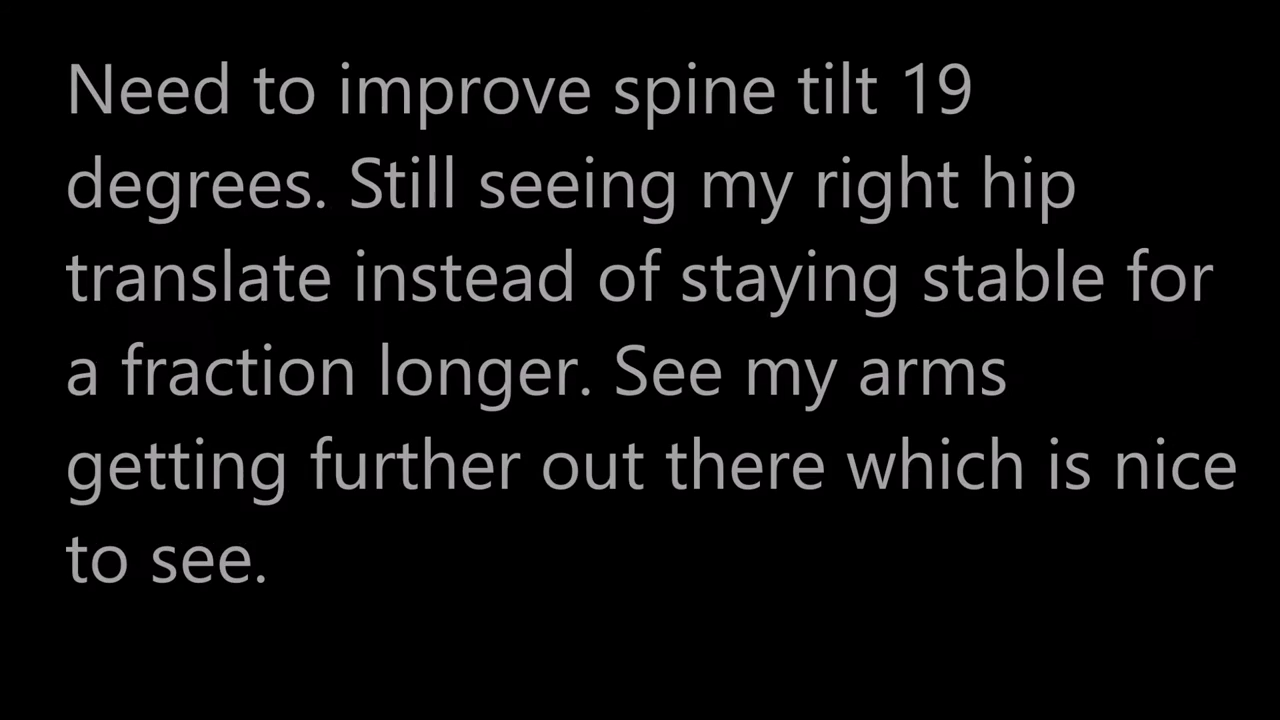 Need to improve spine tilt 19
degrees. Still seeing my right hip
translate instead of staying stable for
a fraction longer. See my arms
getting further out there which is nice
to see.